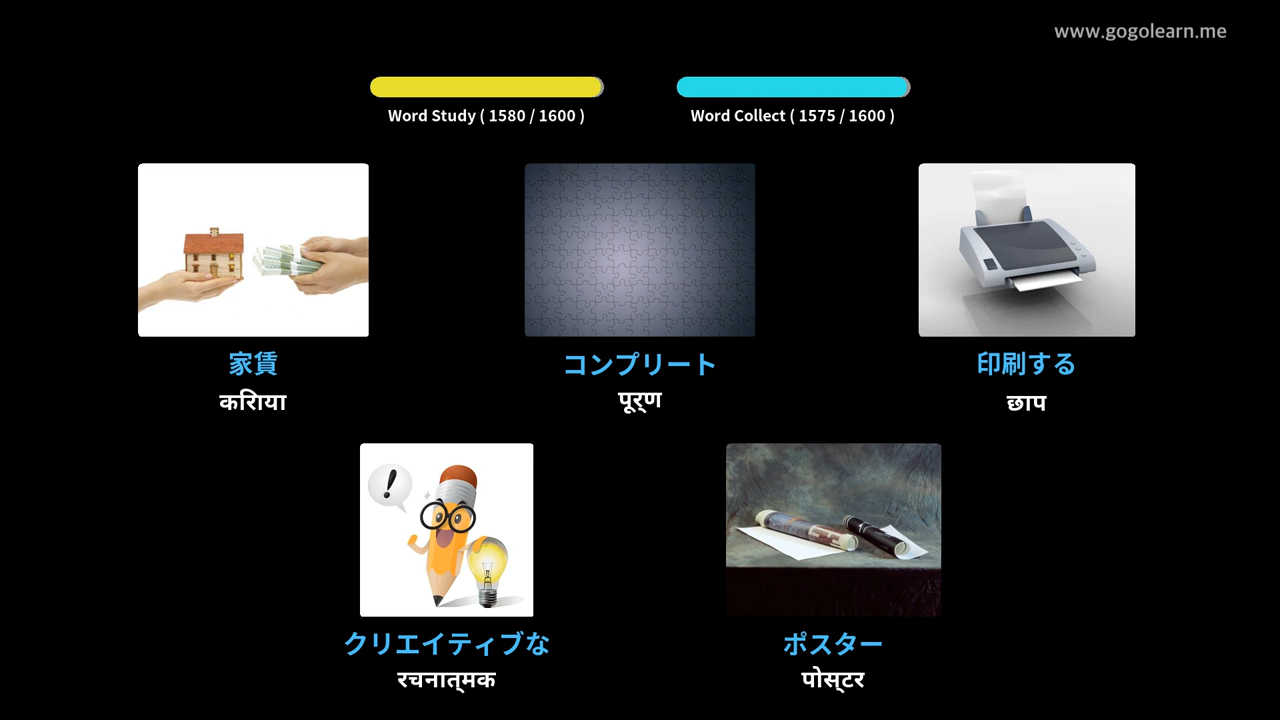 www.gogolearn.me
Word Study ( 1580 / 1600 )
Word Collect ( 1575 / 1600 )
家賃
コンプリート
印刷する
किराया
पूर्ण
छाप
!
クリエイティブな
ポスター
रचनात्मक
पोस्टर